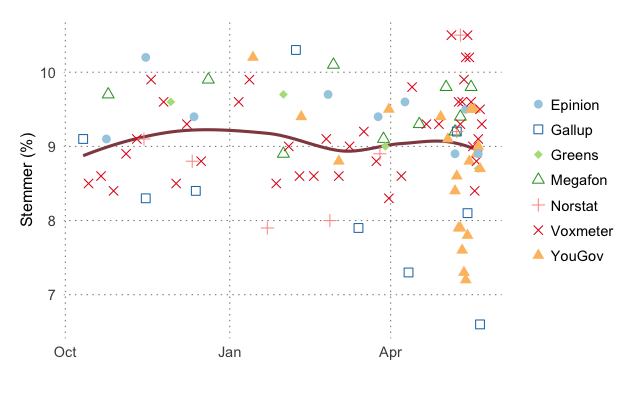 Stemmer (%)
10
9
8
7
Oct
Jan
Apr
Epinion
Gallup
Greens
Megafon
Norstat
Voxmeter
YouGov